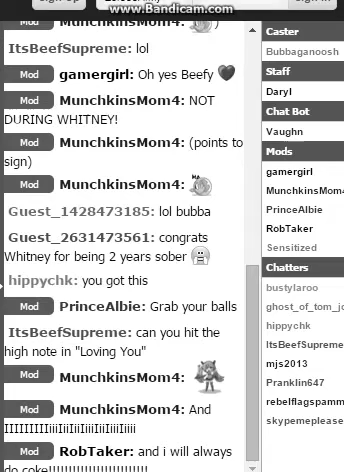 www.Bandicam.com
Mod MunchkinsMom4: )
ItsBeefSupreme: lol
Mod gamergirl: Oh yes Beefy
Mod MunchkinsMom4: NOT
DURING WHITNEY!
Mod MunchkinsMom4: (points to
sign)
Mod MunchkinsMom4:
Guest_1428473185: lol bubba
Guest_2631473561: congrats
Whitney for being 2 years sober
hippychk: you got this
Mod PrinceAlbie: Grab your balls
ItsBeefSupreme: can you hit the
high note in "Loving You"
Mod MunchkinsMom4:
Mod MunchkinsMom4: And
Mod RobTaker: and i will always
do coke!!!!!!!!!!!!!!!!!!!!!!!!!!
Caster
Bubbaganoosh
Staff
Daryl
Chat Bot
Vaughn
Mods
gamergirl
MunchkinsMom4
PrinceAlbie
RobTaker
Sensitized
Chatters
bustylaroo
ghost_of_tom_jo
hippychk
ItsBeefSupreme
mjs2013
Pranklin647
rebelflagspamm
skypemeplease